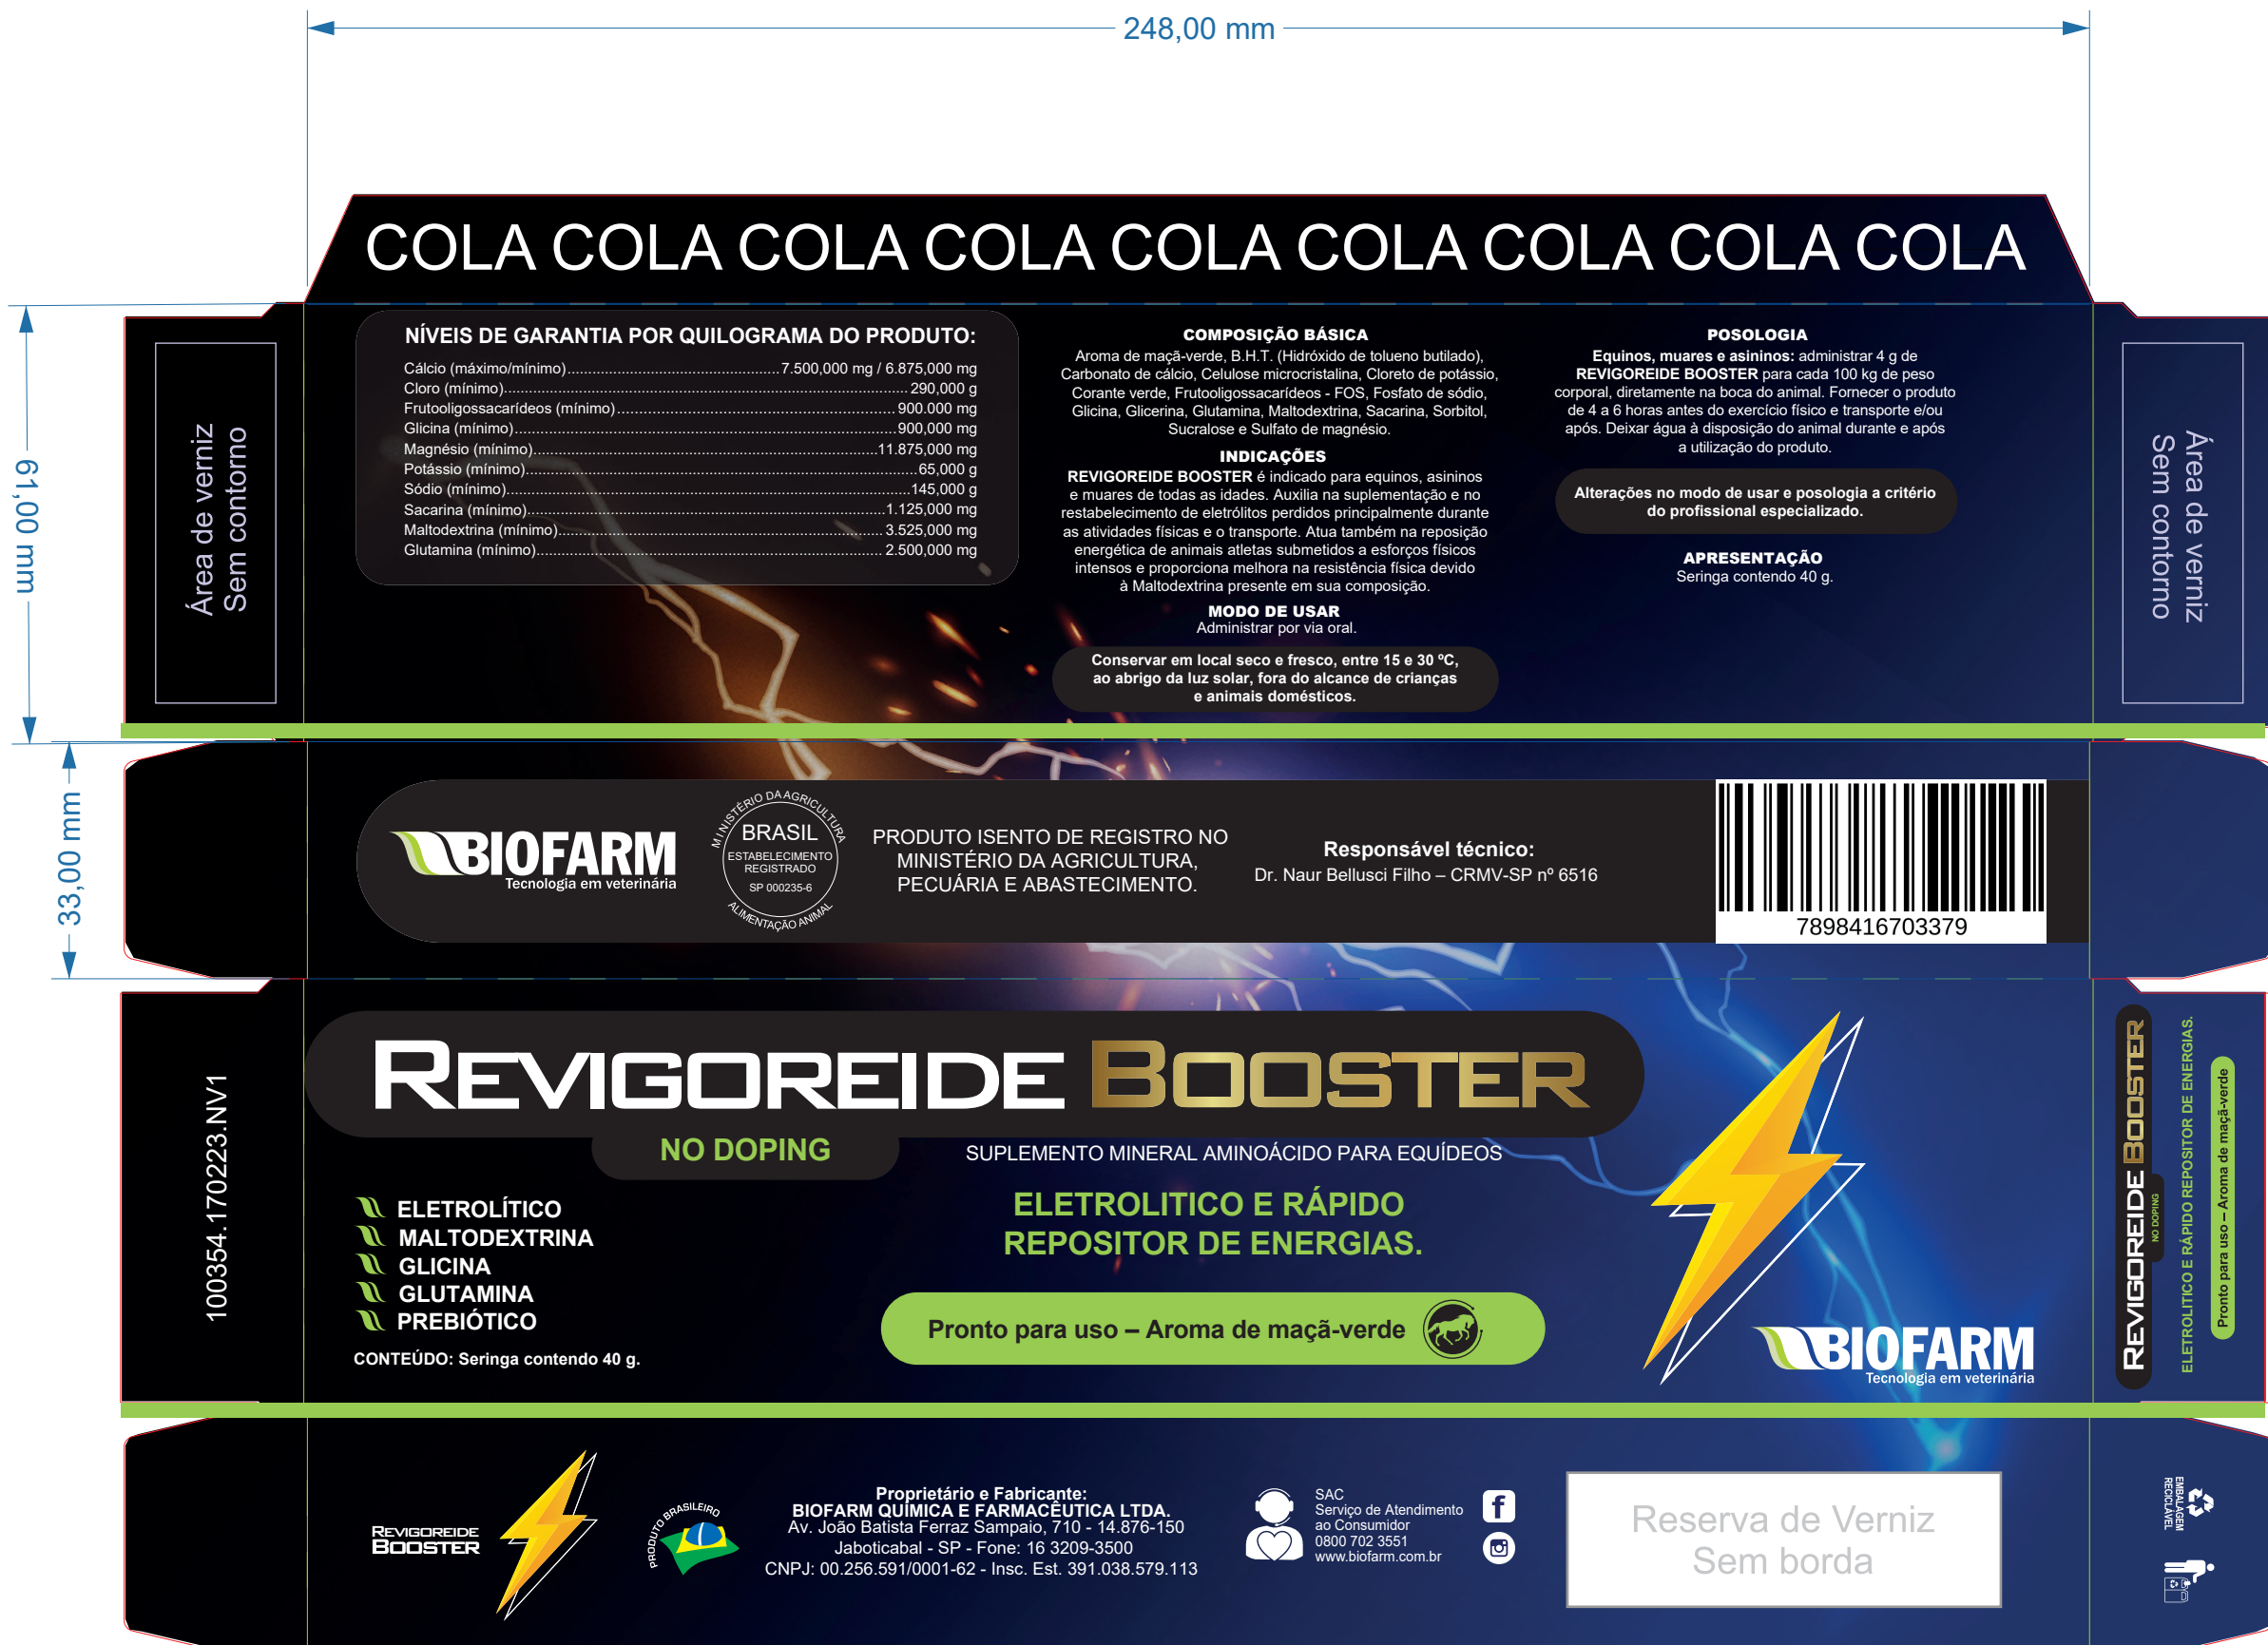 248,00 mm
COLA COLA COLA COLA COLA COLA COLA COLA COLA
61,00 mm
33,00 mm
Área de verniz
Sem contorno
NÍVEIS DE GARANTIA POR QUILOGRAMA DO PRODUTO:
Cálcio (máximo/mínimo)..........7.500,000 mg / 6.875,000 mg
Cloro (mínimo)..........290,000 g
Frutooligossacarídeos (mínimo)..........900.000 mg
Glicina (mínimo)..........900,000 mg
Magnésio (mínimo)..........11.875,000 mg
Potássio (mínimo)..........65,000 g
Sódio (mínimo)..........145,000 g
Sacarina (mínimo)..........1.125,000 mg
Maltodextrina (mínimo)..........3.525,000 mg
Glutamina (mínimo)..........2.500,000 mg
COMPOSIÇÃO BÁSICA
Aroma de maçã-verde, B.H.T. (Hidróxido de tolueno butilado),
Carbonato de cálcio, Celulose microcristalina, Cloreto de potássio,
Corante verde, Frutooligossacarídeos - FOS, Fosfato de sódio,
Glicina, Glicerina, Glutamina, Maltodextrina, Sacarina, Sorbitol,
Sucralose e Sulfato de magnésio.
INDICAÇÕES
REVIGOREIDE BOOSTER é indicado para equinos, asininos
e muares de todas as idades. Auxilia na suplementação e no
restabelecimento de eletrólitos perdidos principalmente durante
as atividades físicas e o transporte. Atua também na reposição
energética de animais atletas submetidos a esforços físicos
intensos e proporciona melhora na resistência física devido
à Maltodextrina presente em sua composição.
MODO DE USAR
Administrar por via oral.
Conservar em local seco e fresco, entre 15 e 30 ºC,
ao abrigo da luz solar, fora do alcance de crianças
e animais domésticos.
POSOLOGIA
Equinos, muares e asininos: administrar 4 g de
REVIGOREIDE BOOSTER para cada 100 kg de peso
corporal, diretamente na boca do animal. Fornecer o produto
de 4 a 6 horas antes do exercício físico e transporte e/ou
após. Deixar água à disposição do animal durante e após
a utilização do produto.
Alterações no modo de usar e posologia a critério
do profissional especializado.
APRESENTAÇÃO
Seringa contendo 40 g.
Área de verniz
Sem contorno
BIOFARM
Tecnologia em veterinária
MINISTÉRIO DA AGRICULTURA
BRASIL
ESTABELECIMENTO
REGISTRADO
SP 000235-6
ALIMENTAÇÃO ANIMAL
PRODUTO ISENTO DE REGISTRO NO
MINISTÉRIO DA AGRICULTURA,
PECUÁRIA E ABASTECIMENTO.
Responsável técnico:
Dr. Naur Bellusci Filho – CRMV-SP nº 6516
7898416703379
100354.170223.NV1
REVIGOREIDE BOOSTER
NO DOPING
SUPLEMENTO MINERAL AMINOÁCIDO PARA EQUÍDEOS
ELETROLÍTICO
MALTODEXTRINA
GLICINA
GLUTAMINA
PREBIÓTICO
CONTEÚDO: Seringa contendo 40 g.
ELETROLITICO E RÁPIDO
REPOSITOR DE ENERGIAS.
Pronto para uso – Aroma de maçã-verde
BIOFARM
Tecnologia em veterinária
REVIGOREIDE BOOSTER
NO DOPING
ELETROLITICO E RÁPIDO REPOSITOR DE ENERGIAS.
Pronto para uso – Aroma de maçã-verde
REVIGOREIDE
BOOSTER
PRODUTO BRASILEIRO
Proprietário e Fabricante:
BIOFARM QUÍMICA E FARMACÊUTICA LTDA.
Av. João Batista Ferraz Sampaio, 710 - 14.876-150
Jaboticabal - SP - Fone: 16 3209-3500
CNPJ: 00.256.591/0001-62 - Insc. Est. 391.038.579.113
SAC
Serviço de Atendimento
ao Consumidor
0800 702 3551
www.biofarm.com.br
Reserva de Verniz
Sem borda
EMBALAGEM
RECICLÁVEL